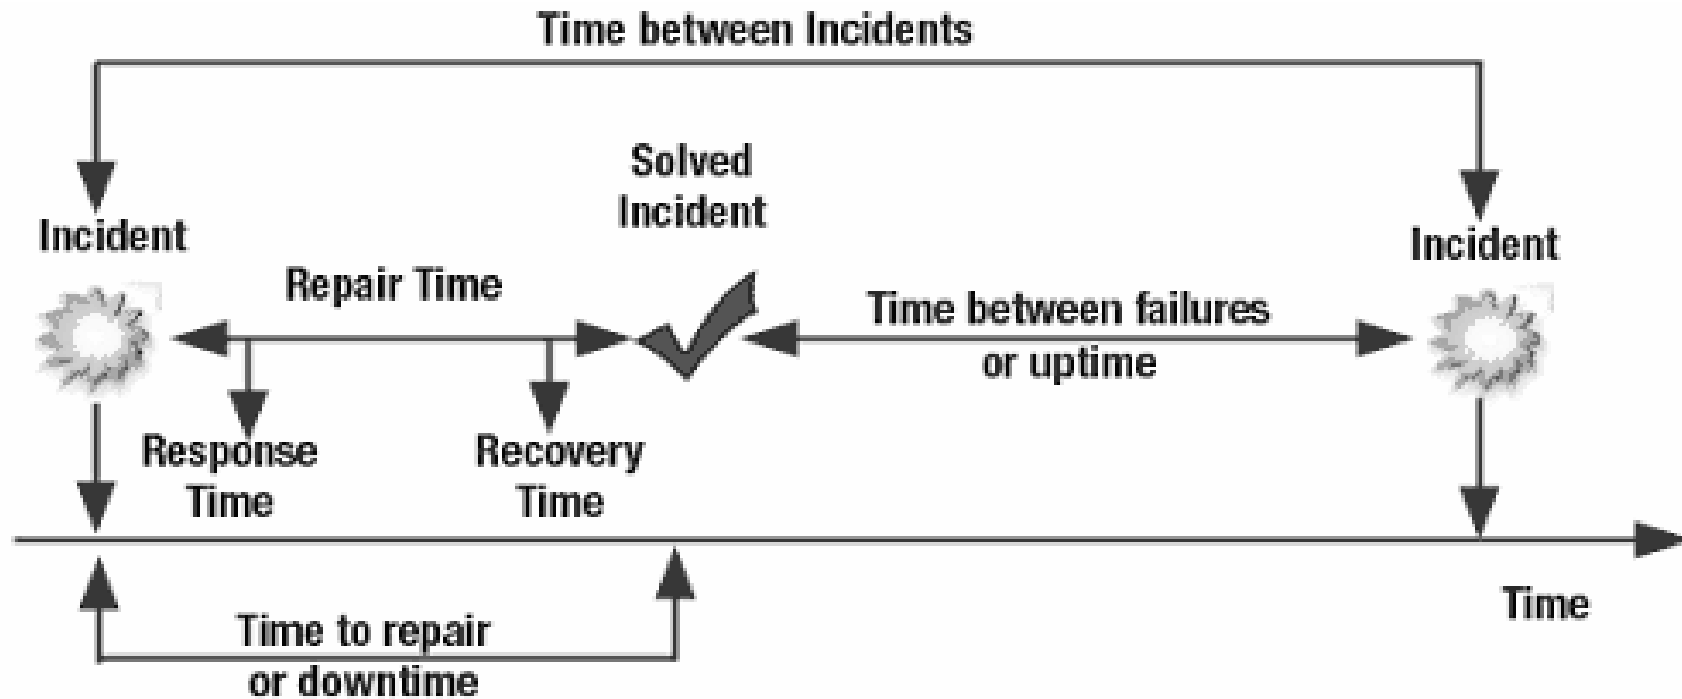 Time between Incidents
Solved
Incident
Incident
Incident
Repair Time
Time between failures
or uptime
Response
Time
Recovery
Time
Time
Time to repair
or downtime